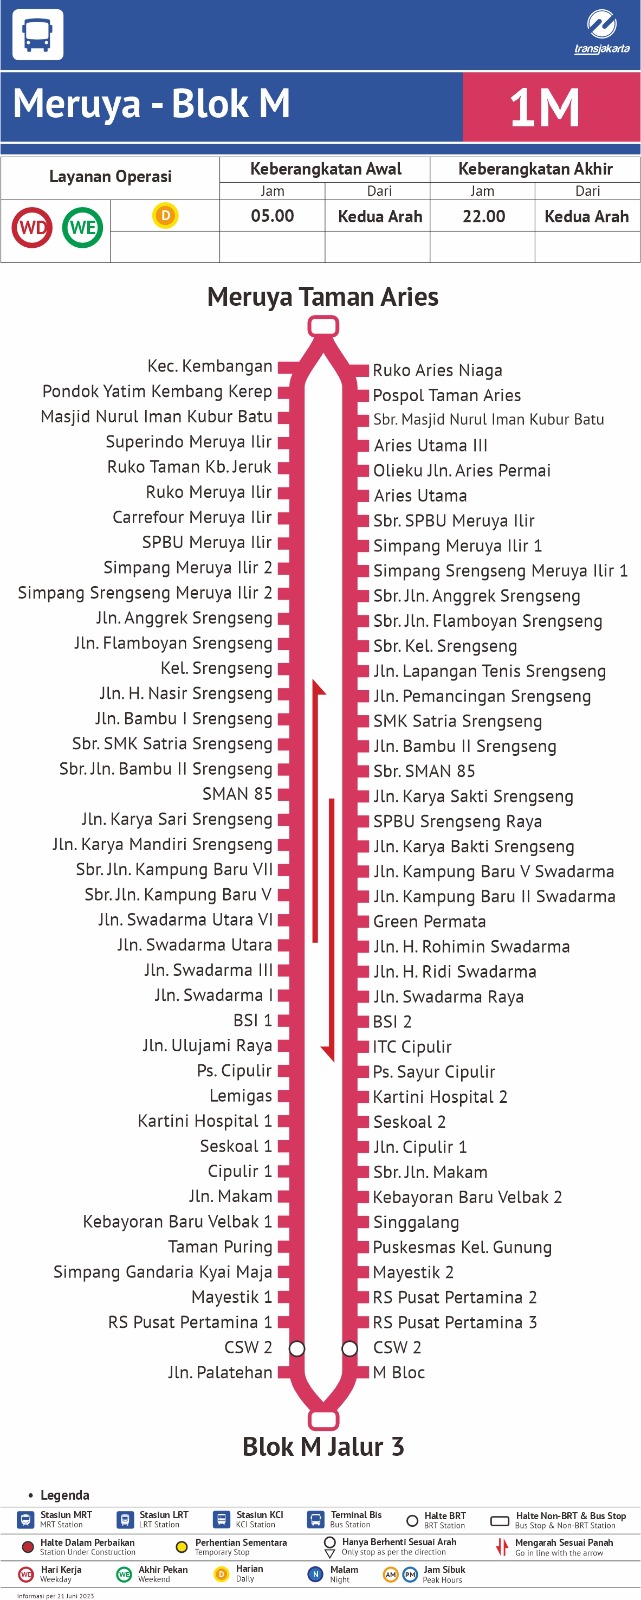 transjakarta
Meruya - Blok M
1M
Layanan Operasi
Keberangkatan Awal
Keberangkatan Akhir
Jam
Dari
Jam
Dari
WD
WE
D
05.00
Kedua Arah
22.00
Kedua Arah
Meruya Taman Aries
Kec. Kembangan
Pondok Yatim Kembang Kerep
Masjid Nurul Iman Kubur Batu
Superindo Meruya Ilir
Ruko Taman Kb. Jeruk
Ruko Meruya Ilir
Carrefour Meruya Ilir
SPBU Meruya Ilir
Simpang Meruya Ilir 2
Simpang Srengseng Meruya Ilir 2
Jln. Anggrek Srengseng
Jln. Flamboyan Srengseng
Kel. Srengseng
Jln. H. Nasir Srengseng
Jln. Bambu I Srengseng
Sbr. SMK Satria Srengseng
Sbr. Jln. Bambu II Srengseng
SMAN 85
Jln. Karya Sari Srengseng
Jln. Karya Mandiri Srengseng
Sbr. Jln. Kampung Baru VII
Sbr. Jln. Kampung Baru V
Jln. Swadarma Utara VI
Jln. Swadarma Utara
Jln. Swadarma III
Jln. Swadarma I
BSI 1
Jln. Ulujami Raya
Ps. Cipulir
Lemigas
Kartini Hospital 1
Seskoal 1
Cipulir 1
Jln. Makam
Kebayoran Baru Velbak 1
Taman Puring
Simpang Gandaria Kyai Maja
Mayestik 1
RS Pusat Pertamina 1
CSW 2
Jln. Palatehan
Ruko Aries Niaga
Pospol Taman Aries
Sbr. Masjid Nurul Iman Kubur Batu
Aries Utama III
Olieku Jln. Aries Permai
Aries Utama
Sbr. SPBU Meruya Ilir
Simpang Meruya Ilir 1
Simpang Srengseng Meruya Ilir 1
Sbr. Jln. Anggrek Srengseng
Sbr. Jln. Flamboyan Srengseng
Sbr. Kel. Srengseng
Jln. Lapangan Tenis Srengseng
Jln. Pemancingan Srengseng
SMK Satria Srengseng
Jln. Bambu II Srengseng
Sbr. SMAN 85
Jln. Karya Sakti Srengseng
SPBU Srengseng Raya
Jln. Karya Bakti Srengseng
Jln. Kampung Baru V Swadarma
Jln. Kampung Baru II Swadarma
Green Permata
Jln. H. Rohimin Swadarma
Jln. H. Ridi Swadarma
Jln. Swadarma Raya
BSI 2
ITC Cipulir
Ps. Sayur Cipulir
Kartini Hospital 2
Seskoal 2
Jln. Cipulir 1
Sbr. Jln. Makam
Kebayoran Baru Velbak 2
Singgalang
Puskesmas Kel. Gunung
Mayestik 2
RS Pusat Pertamina 2
RS Pusat Pertamina 3
CSW 2
M Bloc
Blok M Jalur 3
• Legenda
Stasiun MRT
MRT Station
Stasiun LRT
LRT Station
Stasiun KCI
KCI Station
Terminal Bis
Bus Station
Halte BRT
BRT Station
Halte Non-BRT & Bus Stop
Bus Stop & Non-BRT Station
Halte Dalam Perbaikan
Station Under Construction
Perhentian Sementara
Temporary Stop
Hanya Berhenti Sesuai Arah
Only stop as per the direction
Mengarah Sesuai Panah
Go in line with the arrow
WD
Hari Kerja
Weekday
WE
Akhir Pekan
Weekend
D
Harian
Daily
N
Malam
Night
AM
PM
Jam Sibuk
Peak Hours
Informasi per 21 Juni 2023